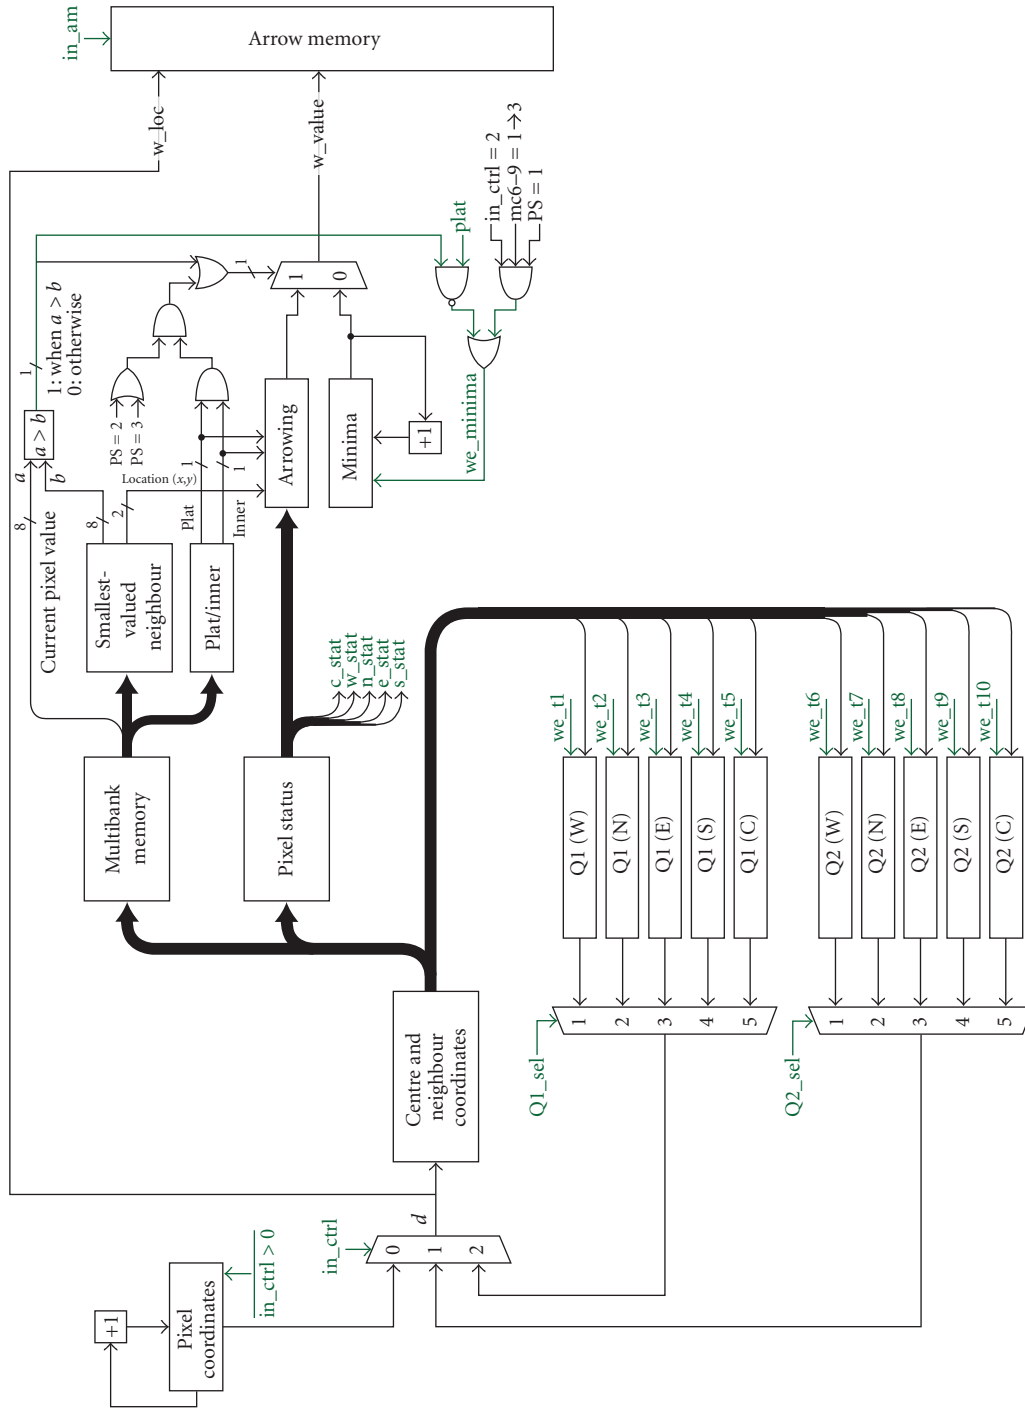 in_am
Arrow memory
w_loc
w_value
in_ctrl = 2
mc6–9 = 1→3
PS = 1
plat
1
1: when a > b
0: otherwise
1
1
0
a > b
a
b
PS = 2
PS = 3
we_minima
Arrowing
Minima
+1
8
8
2
Location (x,y)
1
1
Plat
Inner
Current pixel value
Smallest-
valued
neighbour
Plat/inner
c_stat
w_stat
n_stat
e_stat
s_stat
Multibank
memory
Pixel status
we_t1
we_t2
we_t3
we_t4
we_t5
we_t6
we_t7
we_t8
we_t9
we_t10
Q1 (W)
Q1 (N)
Q1 (E)
Q1 (S)
Q1 (C)
Q2 (W)
Q2 (N)
Q2 (E)
Q2 (S)
Q2 (C)
1
2
3
4
5
1
2
3
4
5
Q1_sel
Q2_sel
Centre and
neighbour
coordinates
d
in_ctrl
0
1
2
in_ctrl > 0
Pixel
coordinates
+1